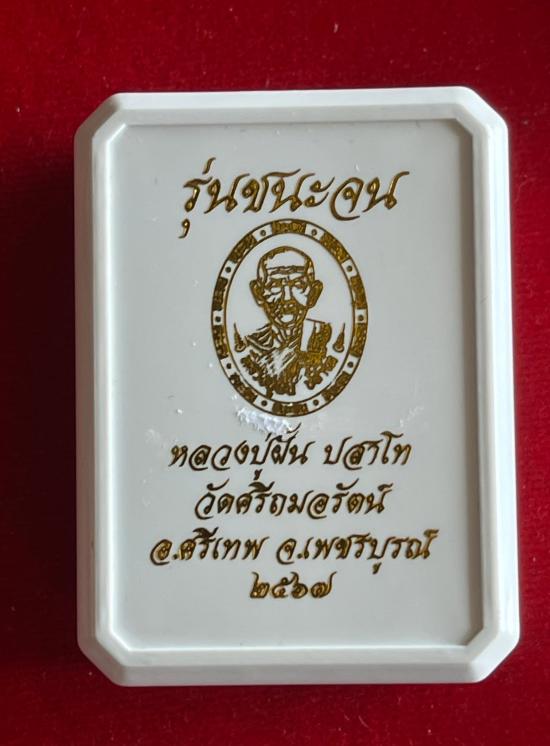 รุ่นชนะจน
หลวงปู่ฝั้น ปสาโท
วัดศรีถมอรัตน์
อ.ศรีเทพ จ.เพชรบูรณ์
๒๕๖๗